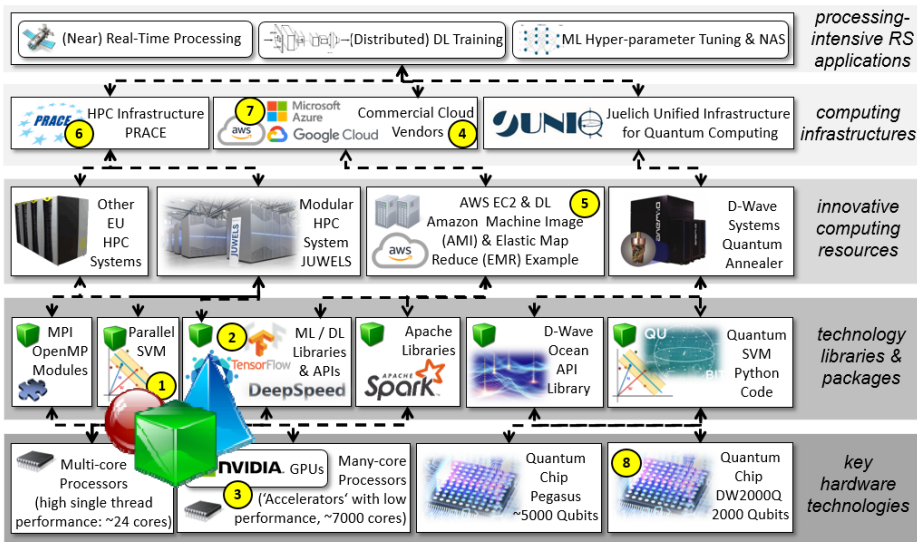 processing-
intensive RS
applications
(Near) Real-Time Processing
(Distributed) DL Training
ML Hyper-parameter Tuning & NAS
computing
infrastructures
PRACE
6
HPC Infrastructure
PRACE
7
aws
Microsoft
Azure
Google Cloud
Commercial Cloud
Vendors
4
JUNIQ
Juelich Unified Infrastructure
for Quantum Computing
innovative
computing
resources
Other
EU
HPC
Systems
JUWELS
Modular
HPC
System
JUWELS
aws
AWS EC2 & DL
Amazon Machine Image
(AMI) & Elastic Map
Reduce (EMR) Example
5
D-Wave
Systems
Quantum
Annealer
technology
libraries &
packages
MPI
OpenMP
Modules
Parallel
SVM
1
2
TensorFlow
ML / DL
Libraries
& APIs
DeepSpeed
Apache
Libraries
APACHE
Spark
D-Wave
Ocean
API
Library
QU
BIT
Quantum
SVM
Python
Code
key
hardware
technologies
Multi-core
Processors
(high single thread
performance: ~24 cores)
NVIDIA. GPUs
3
Many-core
Processors
('Accelerators' with low
performance, ~7000 cores)
Quantum
Chip
Pegasus
~5000 Qubits
8
Quantum
Chip
DW2000Q
2000 Qubits